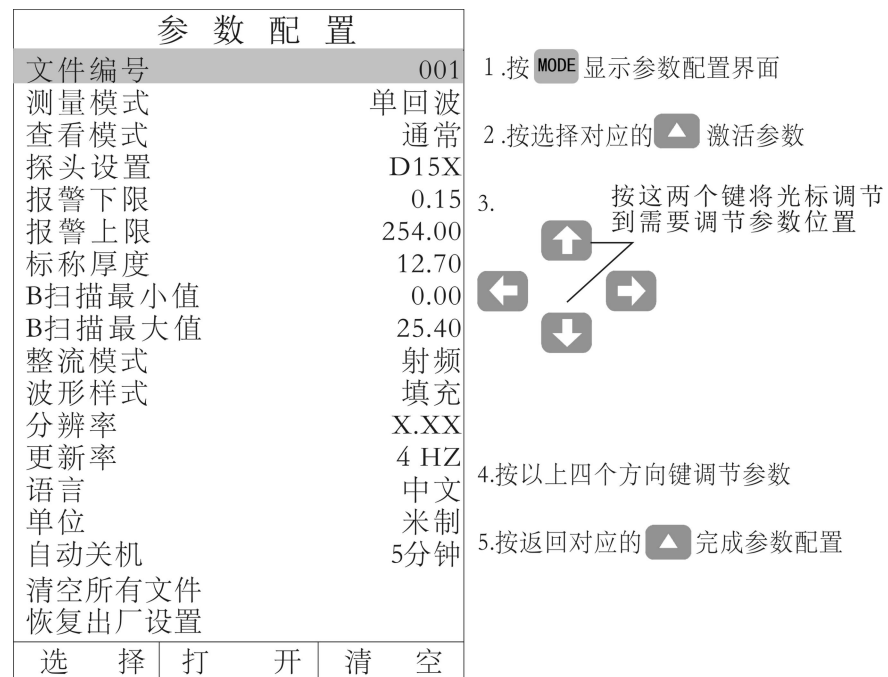 参 数 配 置
文件编号 001
测量模式 单回波
查看模式 通常
探头设置 D15X
报警下限 0.15
报警上限 254.00
标称厚度 12.70
B扫描最小值 0.00
B扫描最大值 25.40
整流模式 射频
波形样式 填充
分辨率 X.XX
更新率 4 HZ
语言 中文
单位 米制
自动关机 5分钟
清空所有文件
恢复出厂设置
选 择 打 开 清 空
1.按 MODE 显示参数配置界面
2.按选择对应的 激活参数
3. 按这两个键将光标调节
到需要调节参数位置
4.按以上四个方向键调节参数
5.按返回对应的 完成参数配置